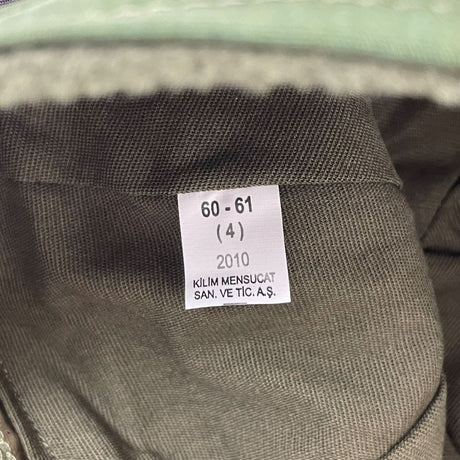 60 - 61
( 4 )
2010
KİLİM MENSUCAT
SAN. VE TİC. A.Ş.